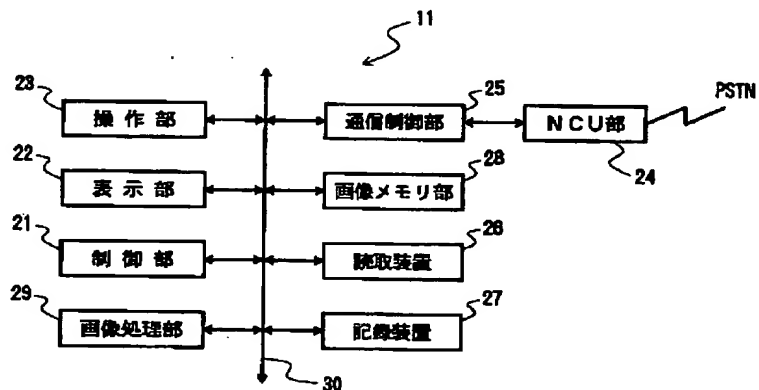 11
23
操作部
25
通信制御部
NCU部
24
PSTN
22
表示部
28
画像メモリ部
21
制御部
26
読取装置
29
画像処理部
27
記録装置
30